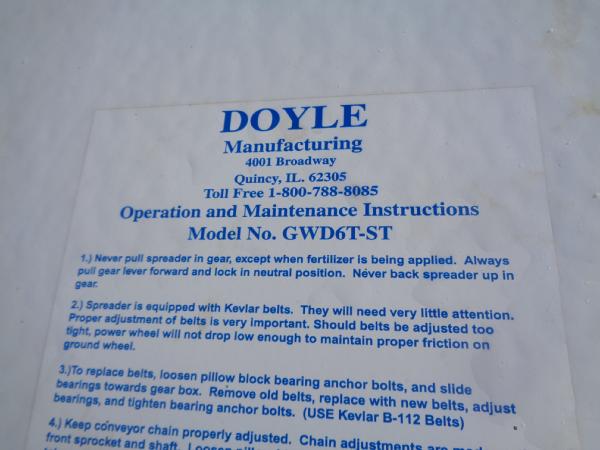 DOYLE
Manufacturing
4001 Broadway
Quincy, IL. 62305
Toll Free 1-800-788-8085
Operation and Maintenance Instructions
Model No. GWD6T-ST
1.) Never pull spreader in gear, except when fertilizer is being applied. Always
pull gear lever forward and lock in neutral position. Never back spreader up in
gear.
2.) Spreader is equipped with Kevlar belts. They will need very little attention.
Proper adjustment of belts is very important. Should belts be adjusted too
tight, power wheel will not drop low enough to maintain proper friction on
ground wheel.
3.)To replace belts, loosen pillow block bearing anchor bolts, and slide
bearings towards gear box. Remove old belts, replace with new belts, adjust
bearings, and tighten bearing anchor bolts. (USE Kevlar B-112 Belts)
4.) Keep conveyor chain properly adjusted. Chain adjustments are
front sprocket and shaft. Loosen